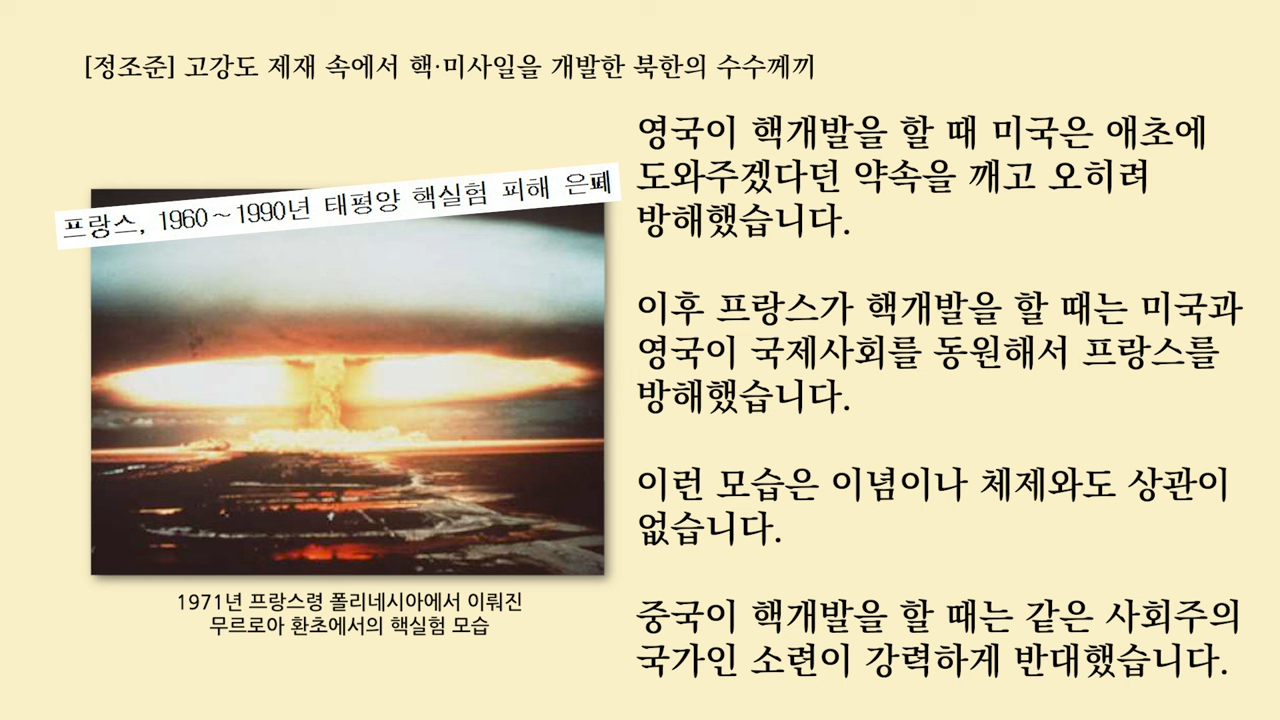 [정조준] 고강도 제재 속에서 핵·미사일을 개발한 북한의 수수께끼
프랑스, 1960~1990년 태평양 핵실험 피해 은폐
1971년 프랑스령 폴리네시아에서 이뤄진
무르로아 환초에서의 핵실험 모습
영국이 핵개발을 할 때 미국은 애초에
도와주겠다던 약속을 깨고 오히려
방해했습니다.
이후 프랑스가 핵개발을 할 때는 미국과
영국이 국제사회를 동원해서 프랑스를
방해했습니다.
이런 모습은 이념이나 체제와도 상관이
없습니다.
중국이 핵개발을 할 때는 같은 사회주의
국가인 소련이 강력하게 반대했습니다.